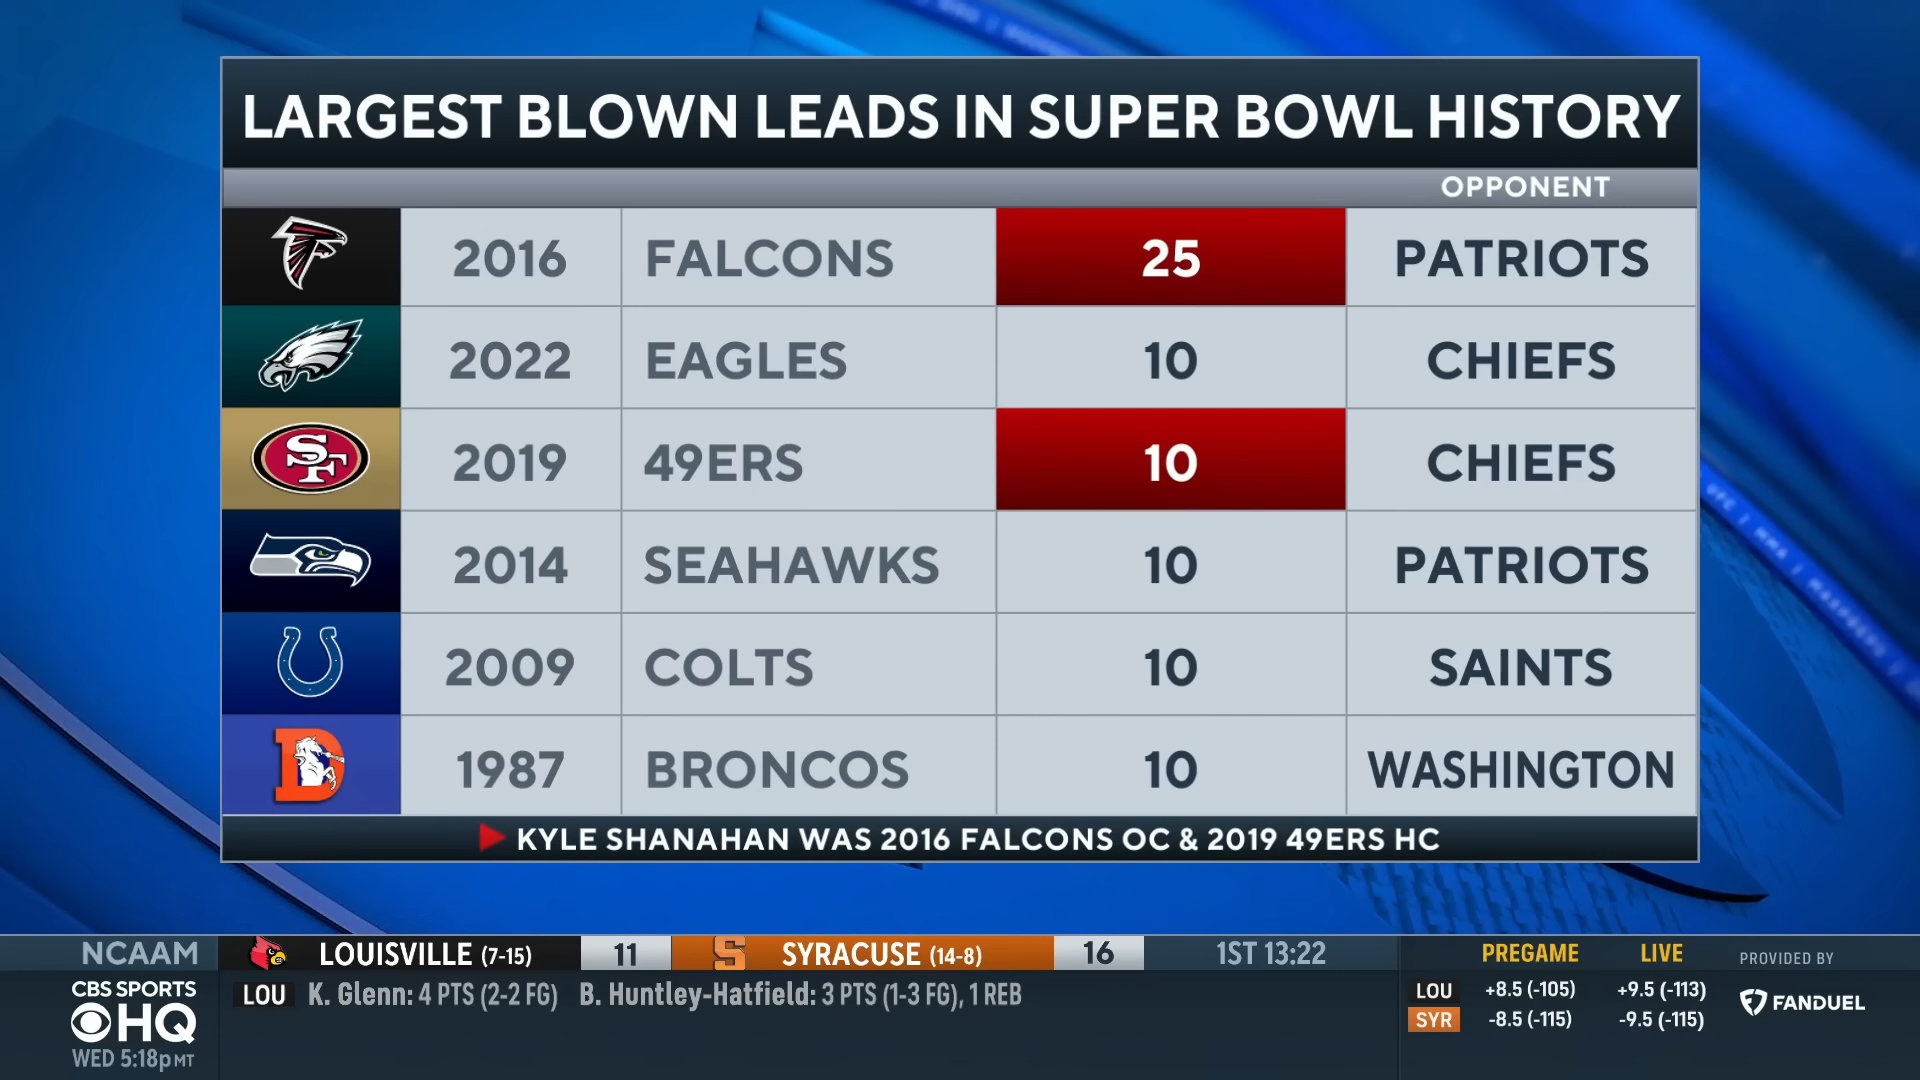 LARGEST BLOWN LEADS IN SUPER BOWL HISTORY
OPPONENT
2016 FALCONS 25 PATRIOTS
2022 EAGLES 10 CHIEFS
SF 2019 49ERS 10 CHIEFS
2014 SEAHAWKS 10 PATRIOTS
2009 COLTS 10 SAINTS
D 1987 BRONCOS 10 WASHINGTON
KYLE SHANAHAN WAS 2016 FALCONS OC & 2019 49ERS HC
NCAAM LOUISVILLE (7-15) 11 S SYRACUSE (14-8) 16 1ST 13:22
LOU K. Glenn: 4 PTS (2-2 FG) B. Huntley-Hatfield: 3 PTS (1-3 FG), 1 REB
CBS SPORTS
HQ
WED 5:18p MT
PREGAME LIVE
LOU +8.5 (-105) +9.5 (-113)
SYR -8.5 (-115) -9.5 (-115)
PROVIDED BY
FANDUEL